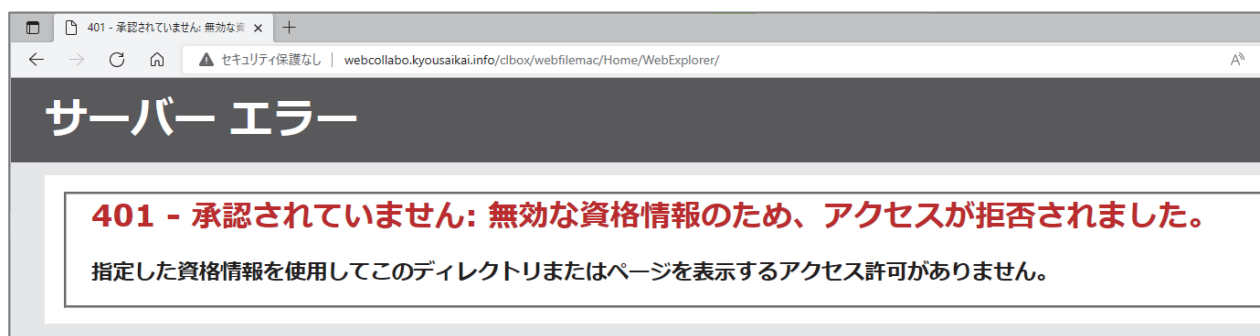 401 - 承認されていません: 無効な資
セキュリティ保護なし | webcollabo.kyousaikai.info/clbox/webfilemac/Home/WebExplorer/
サーバー エラー
401 - 承認されていません: 無効な資格情報のため、アクセスが拒否されました。
指定した資格情報を使用してこのディレクトリまたはページを表示するアクセス許可がありません。